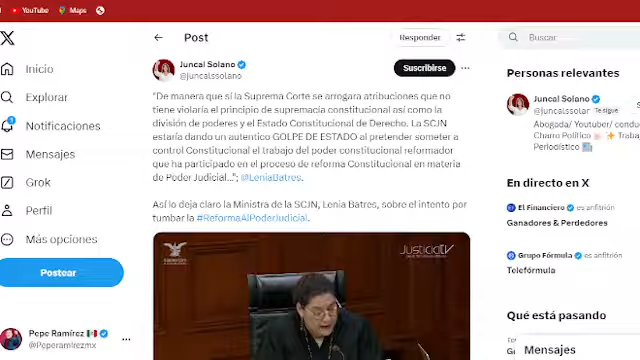 YouTube
Maps
Post
Responder
Buscar
Juncal Solano
@juncalssolano
Suscribirse
"De manera que sí la Suprema Corte se arrogara atribuciones que no
tiene violaría el principio de supremacía constitucional así como la
división de poderes y el Estado Constitucional de Derecho. La SCJN
estaría dando un autentico GOLPE DE ESTADO al pretender someter a
control Constitucional el trabajo del poder constitucional reformador
que ha participado en el proceso de reforma Constitucional en materia
de Poder Judicial..."; @LeniaBatres.
Así lo deja claro la Ministra de la SCJN, Lenia Batres, sobre el intento por
tumbar la #ReformaAlPoderJudicial.
JusticiaTV
Inicio
Explorar
1
Notificaciones
Mensajes
Grok
Perfil
Más opciones
Postear
Pepe Ramírez
@Peperamirezmx
Personas relevantes
Juncal Solano
@juncalssolar
Te sigue
Abogada/ Youtuber/ condu
Charro Político
Trabaj
Periodístico
En directo en X
El Financiero es anfitrión
Ganadores & Perdedores
Grupo Fórmula es anfitrión
Telefórmula
Qué está pasando
Mensajes